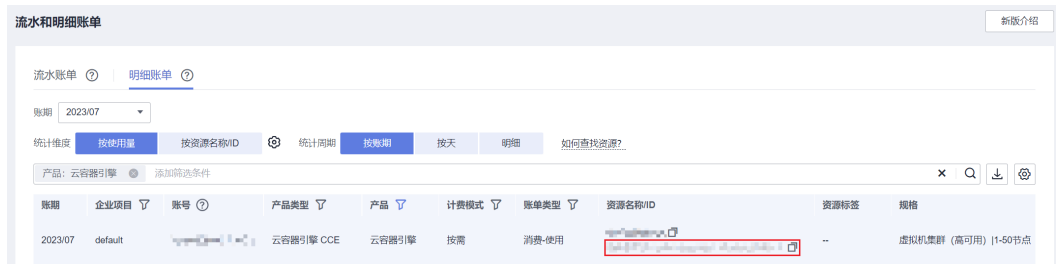 流水和明细账单 新版介绍
流水账单 ? 明细账单 ?
账期 2023/07
统计维度 按使用量 按资源名称/ID 统计周期 按账期 按天 明细 如何查找资源?
产品：云容器引擎 添加筛选条件
账期 企业项目 账号 ? 产品类型 产品 计费模式 账单类型 资源名称/ID 资源标签 规格
2023/07 default 云容器引擎 CCE 云容器引擎 按需 消费-使用 -- 虚拟机集群（高可用）|1-50节点